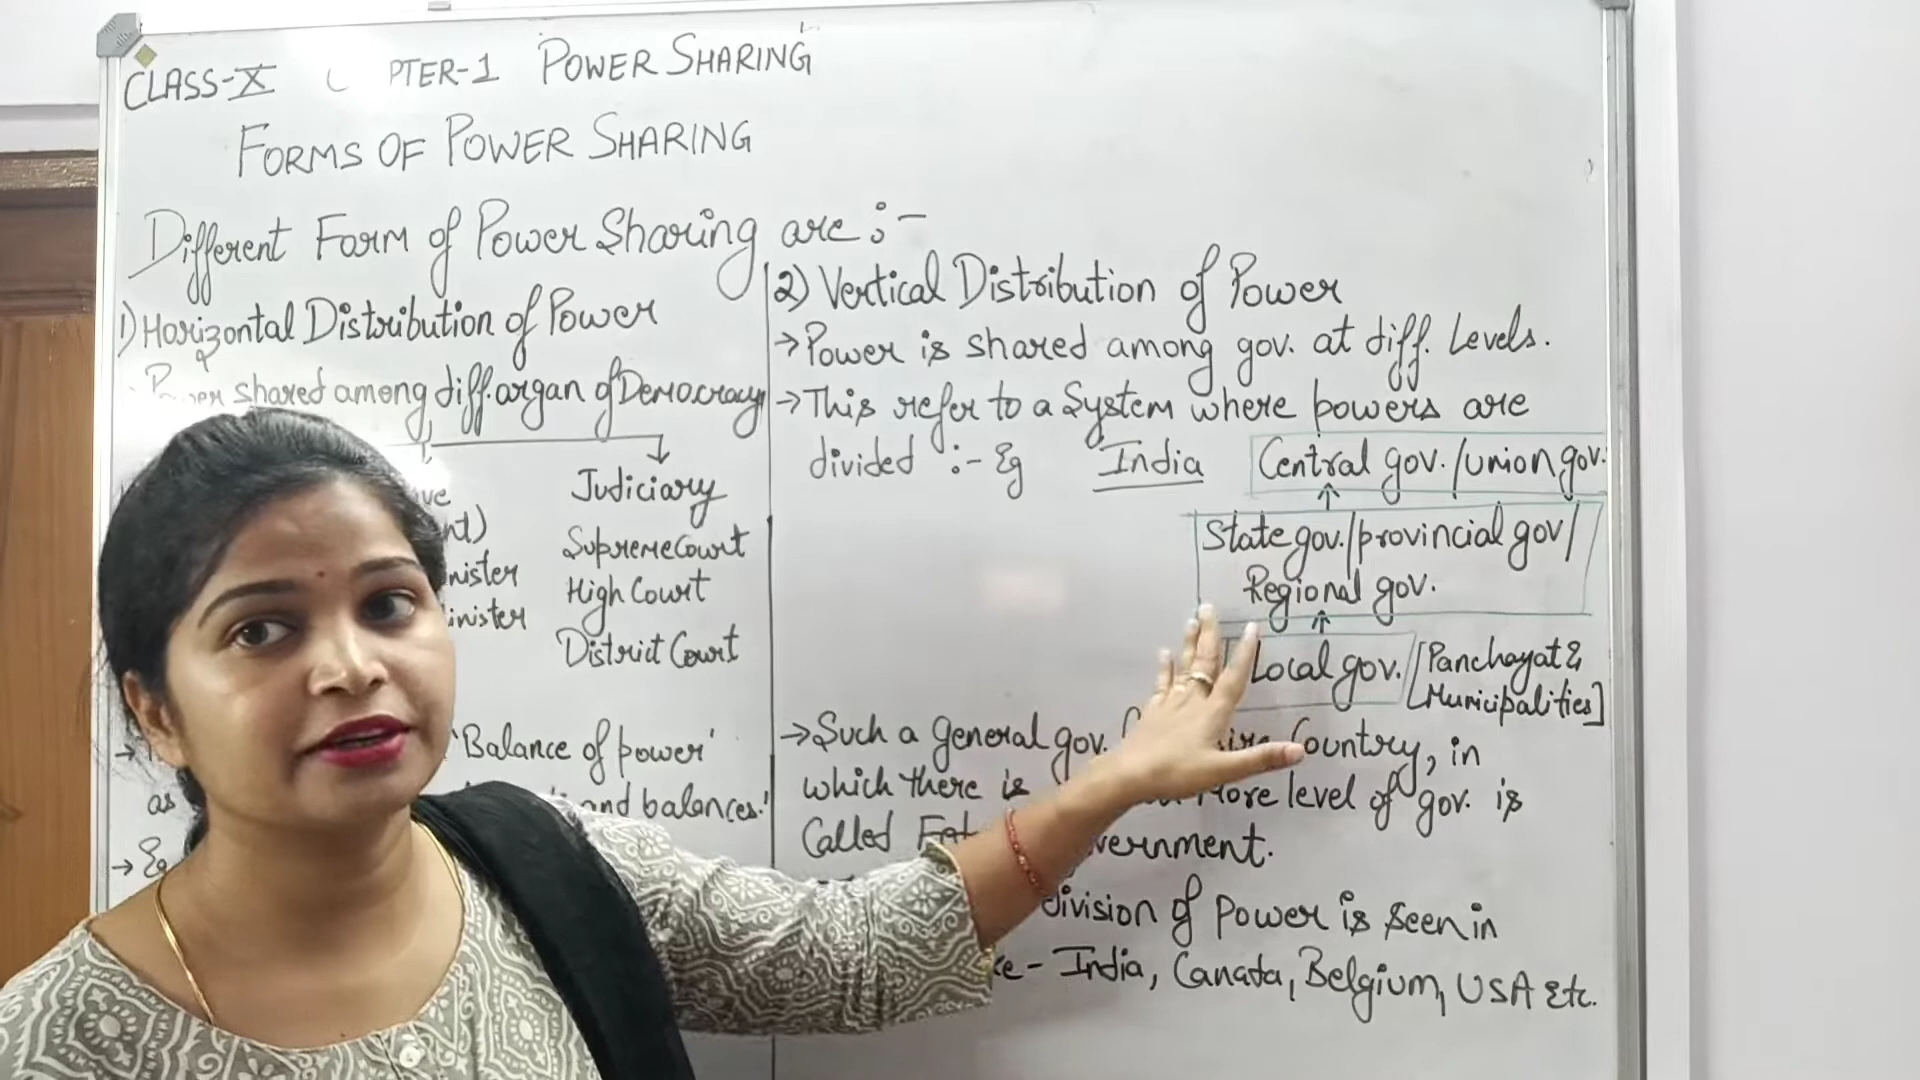 CLASS-X PTER-1 POWER SHARING
FORMS OF POWER SHARING
Different Form of Power Sharing are :-
1) Horizontal Distribution of Power
shared among diff. organ of Democracy
Judiciary
Supreme Court
High Court
District Court
nister
inister
'Balance of power'
as and balances.'
→ Eg
2) Vertical Distribution of Power
→ Power is shared among gov. at diff. Levels.
→ This refer to a System where powers are
divided :- Eg India Central gov. / union gov.
State gov. / provincial gov /
Regional gov.
Local gov. [Panchayat &
Municipalities]
→ Such a general gov. Country, in
which there is more level of gov. is
Called vernment.
division of power is seen in
ke - India, Canata, Belgium, USA Etc.